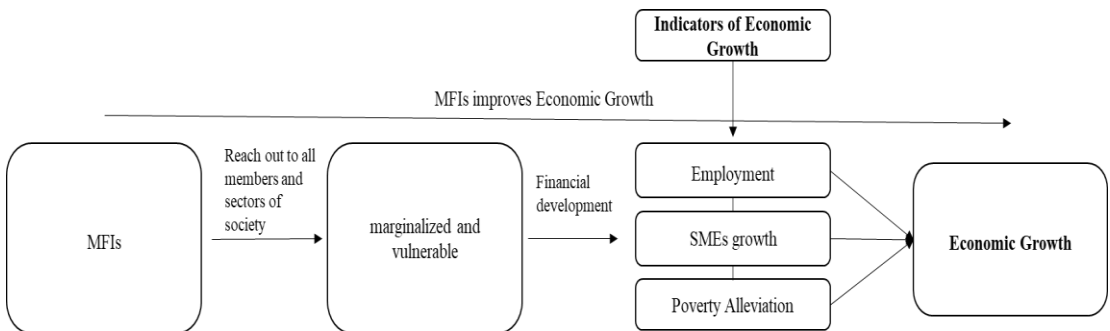 Indicators of Economic
Growth
MFIs improves Economic Growth
MFIs
Reach out to all
members and
sectors of
society
marginalized and
vulnerable
Financial
development
Employment
SMEs growth
Poverty Alleviation
Economic Growth